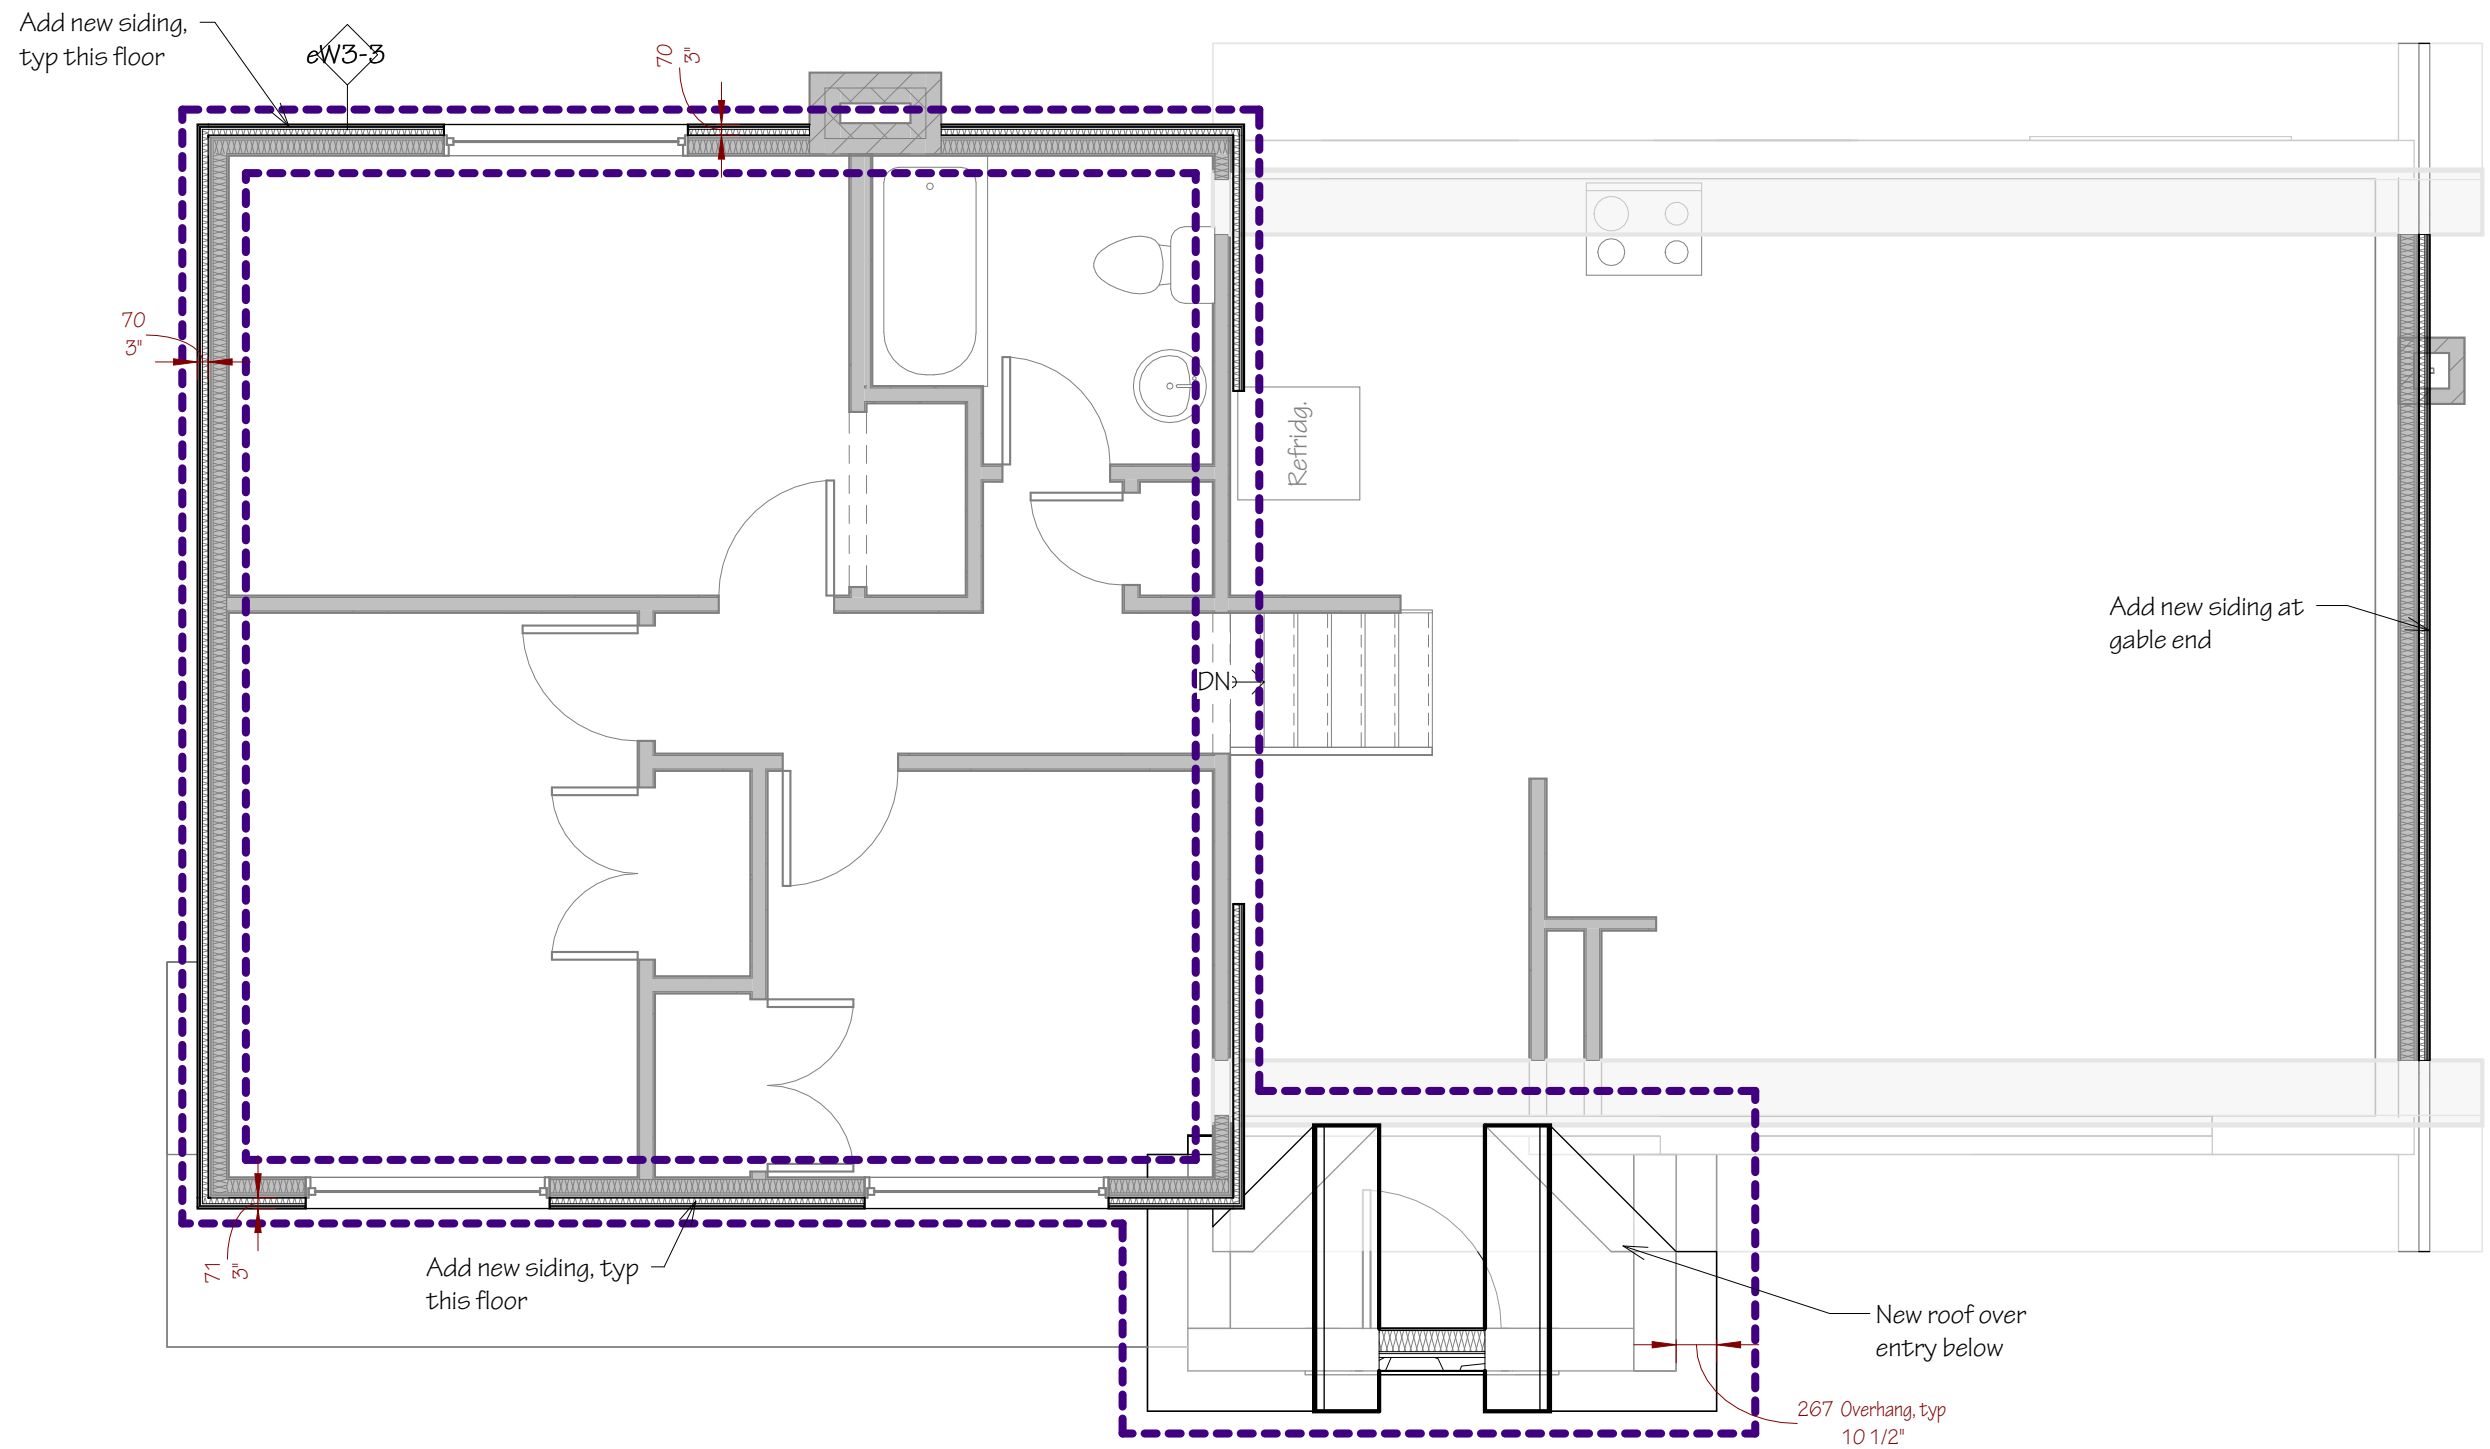 Add new siding,
typ this floor
eW3-3
70
3"
70
3"
Refridg.
Add new siding at
gable end
DN
71
3"
Add new siding, typ
this floor
New roof over
entry below
267 Overhang, typ
10 1/2"